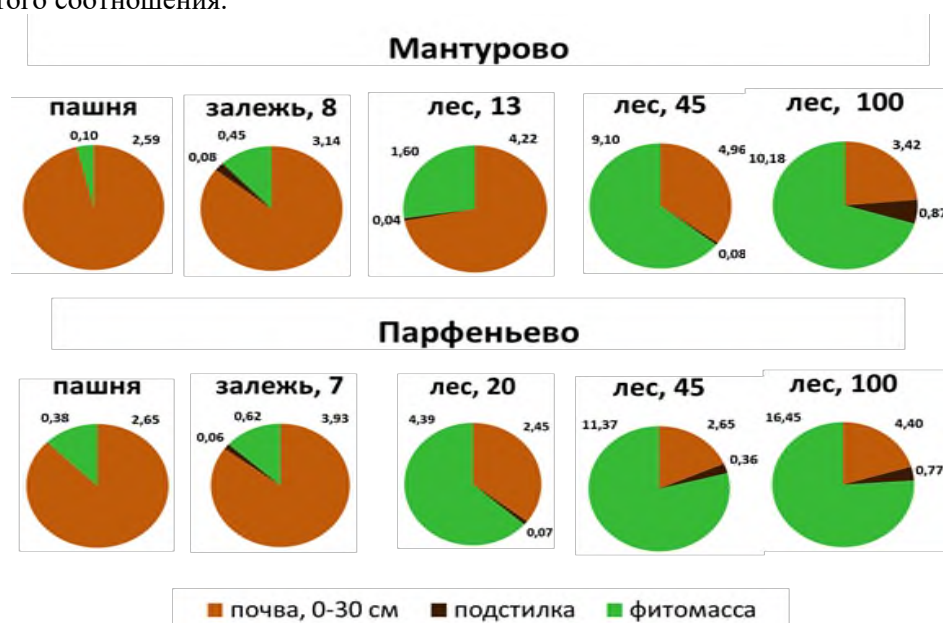 того соотношения.
Мантурово
пашня
0,10 2,59
залежь, 8
0,45 3,14
0,08
лес, 13
1,60 4,22
0,04
лес, 45
9,10 4,96
0,08
лес, 100
10,18 3,42
0,87
Парфеньево
пашня
0,38 2,65
залежь, 7
0,62 3,93
0,06
лес, 20
4,39 2,45
0,07
лес, 45
11,37 2,65
0,36
лес, 100
16,45 4,40
0,77
почва, 0-30 см подстилка фитомасса